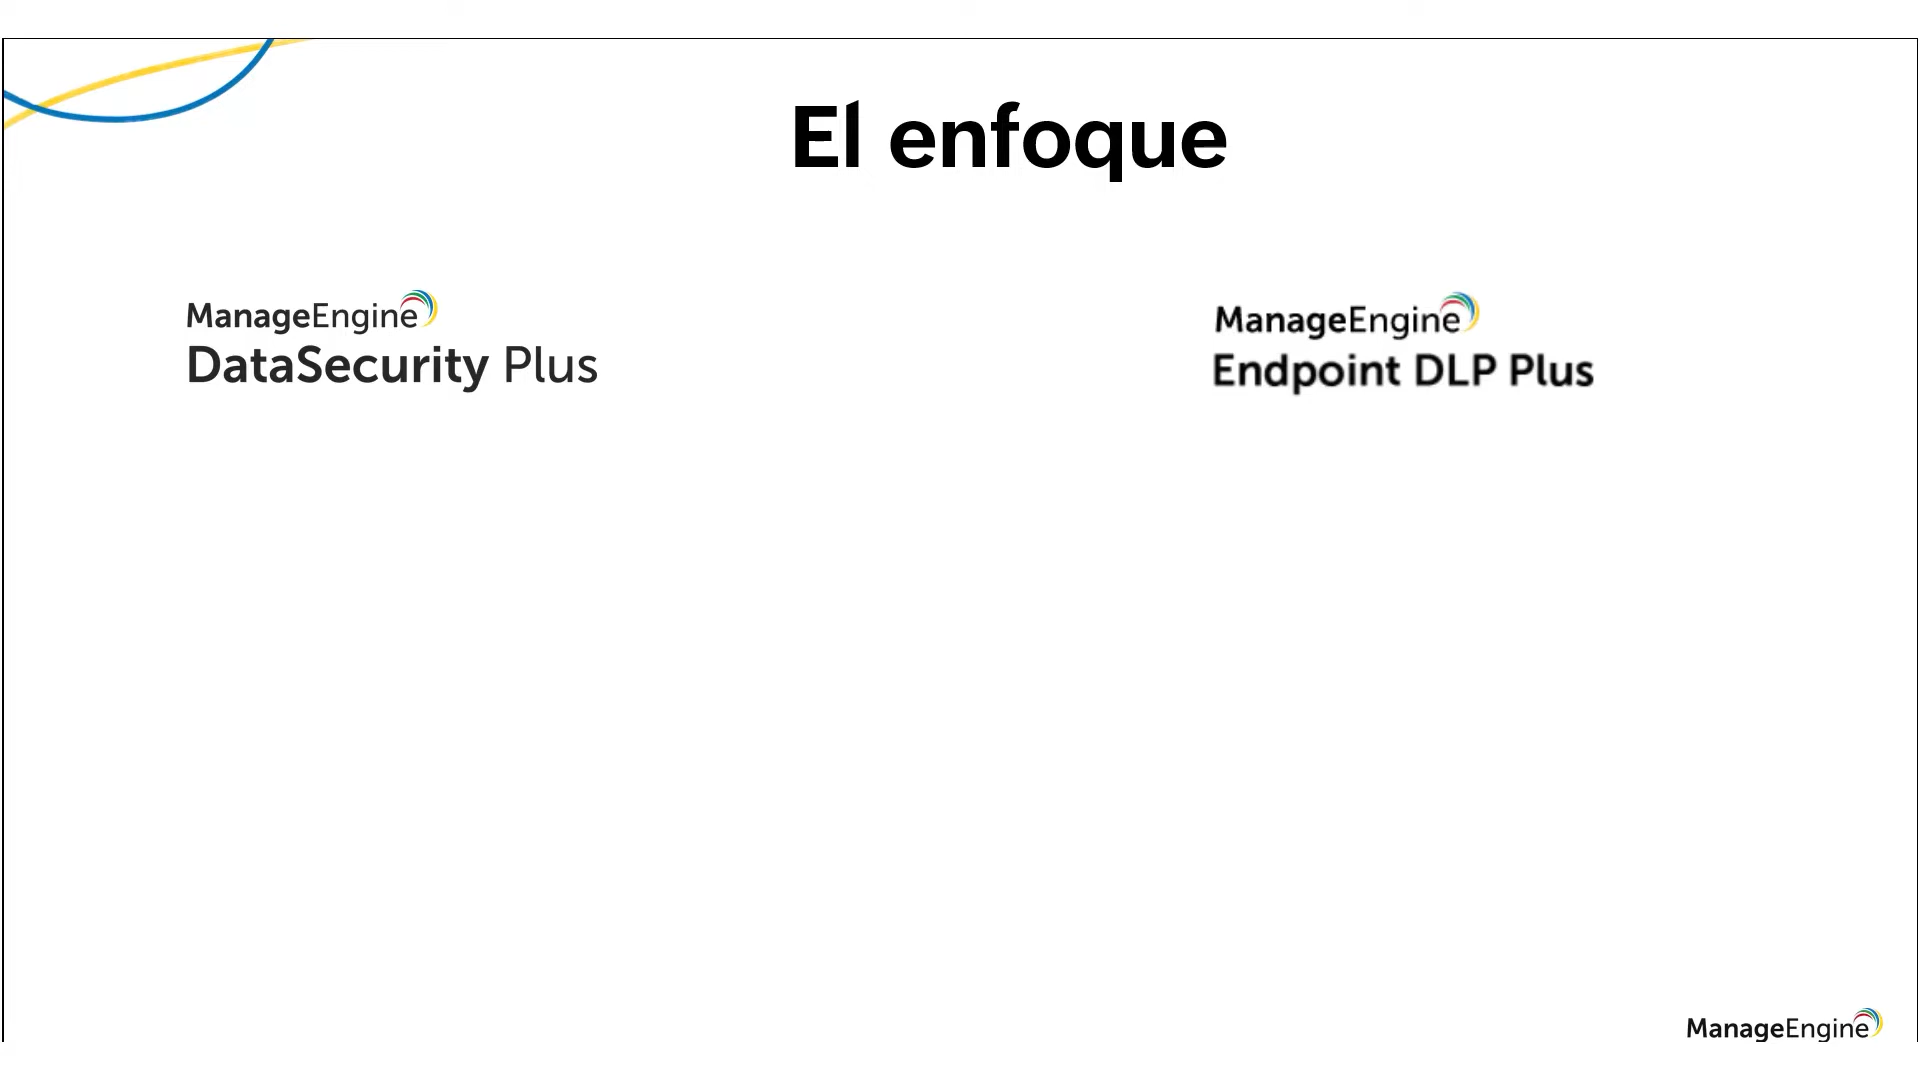 El enfoque
ManageEngine
DataSecurity Plus
ManageEngine
Endpoint DLP Plus
ManageEngine